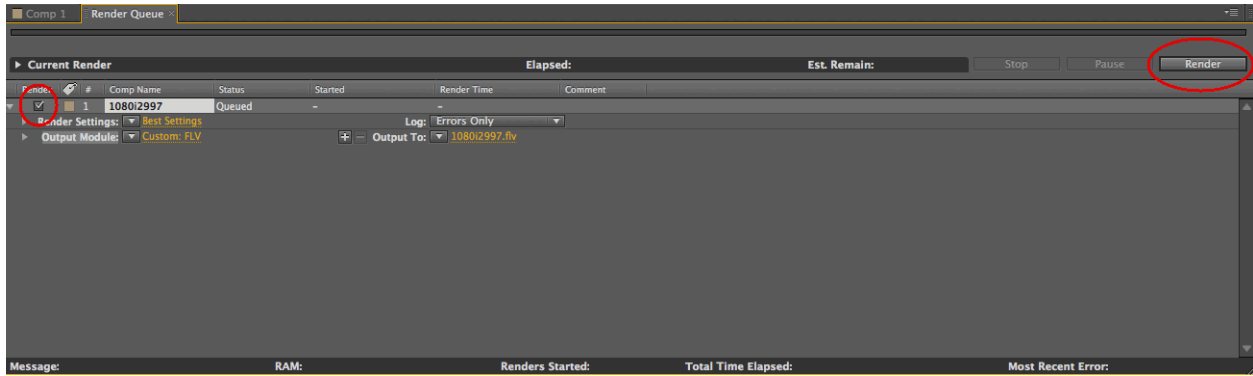 Comp 1 Render Queue
Current Render Elapsed: Est. Remain: Stop Pause Render
Render # Comp Name Status Started Render Time Comment
1 1080i2997 Queued – –
Render Settings: Best Settings Log: Errors Only
Output Module: Custom: FLV Output To: 1080i2997.flv
Message: RAM: Renders Started: Total Time Elapsed: Most Recent Error: